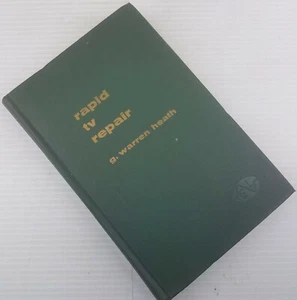 rapid
tv
repair
g. warren heath